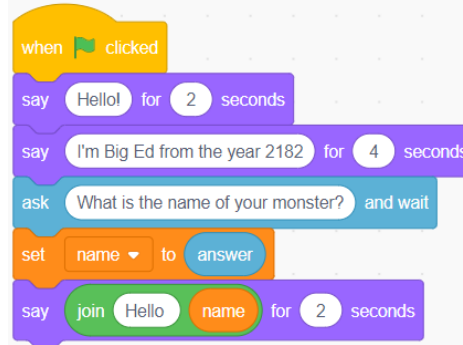 when clicked
say Hello! for 2 seconds
say I'm Big Ed from the year 2182 for 4 seconds
ask What is the name of your monster? and wait
set name to answer
say join Hello name for 2 seconds